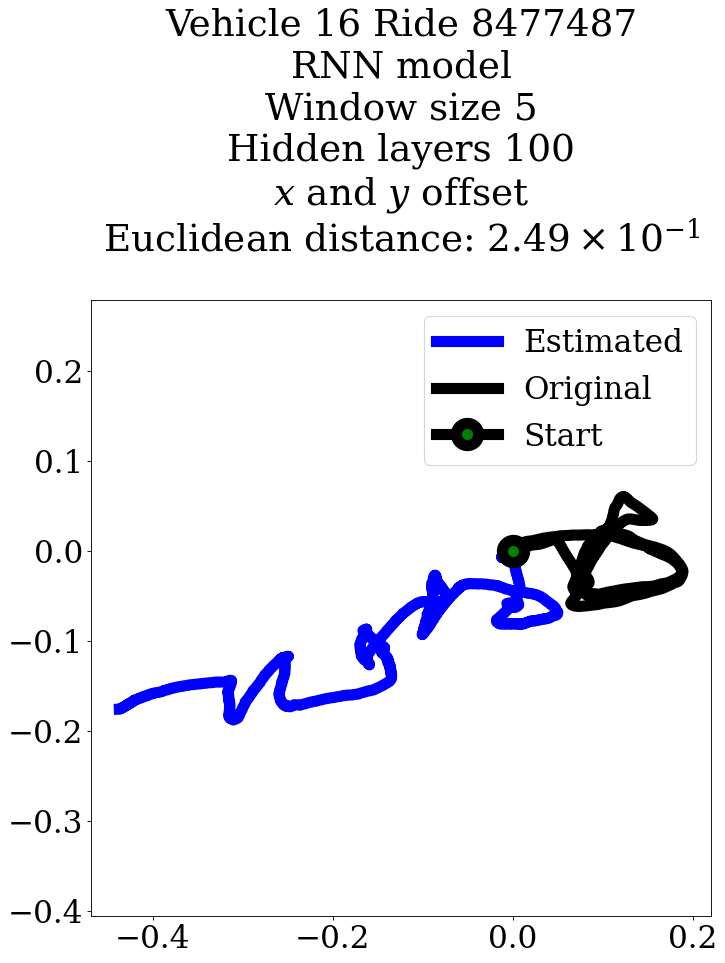 Vehicle 16 Ride 8477487
RNN model
Window size 5
Hidden layers 100
x and y offset
Euclidean distance: 2.49 × 10⁻¹
Estimated
Original
Start
0.2
0.1
0.0
−0.1
−0.2
−0.3
−0.4
−0.4 −0.2 0.0 0.2